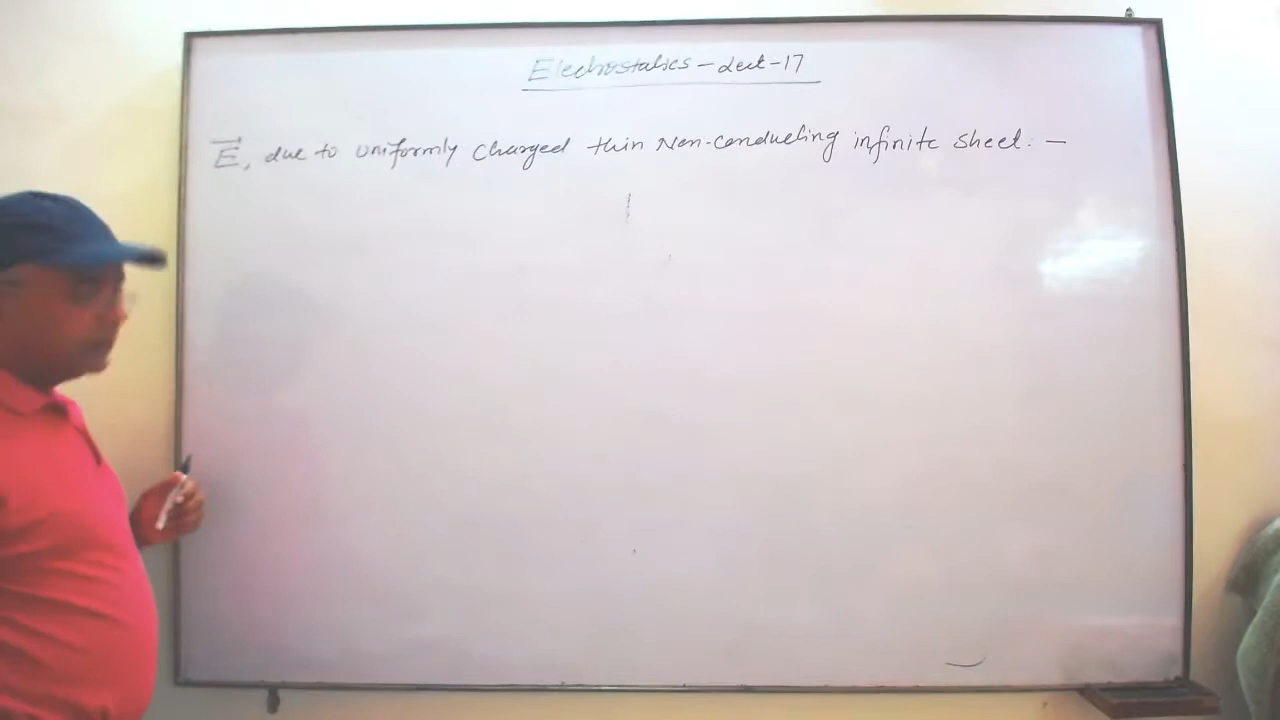 Electrostatics - Lect - 17
E, due to uniformly charged thin Non-conducting infinite sheet: -